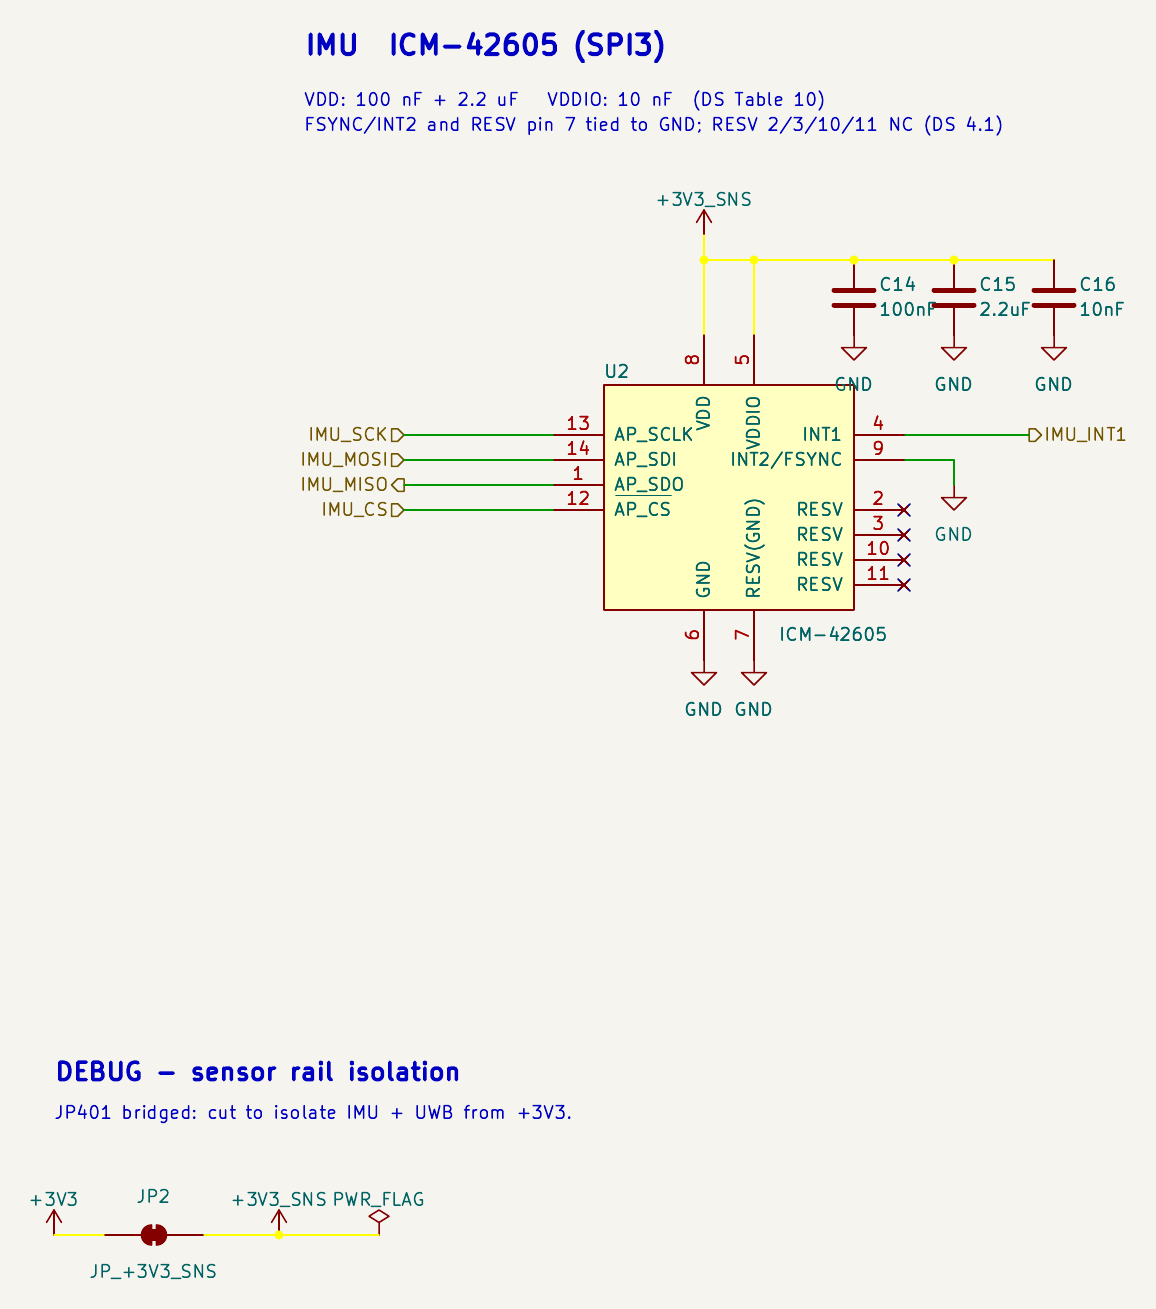 IMU  ICM-42605 (SPI3)
VDD: 100 nF + 2.2 uF   VDDIO: 10 nF  (DS Table 10)
FSYNC/INT2 and RESV pin 7 tied to GND; RESV 2/3/10/11 NC (DS 4.1)
+3V3_SNS
C14
100nF
C15
2.2uF
C16
10nF
GND
GND
GND
8
5
U2
VDD
VDDIO
IMU_SCK
13
AP_SCLK
INT1
4
IMU_INT1
IMU_MOSI
14
AP_SDI
INT2/FSYNC
9
IMU_MISO
1
AP_SDO
IMU_CS
12
AP_CS
RESV
2
GND
RESV
3
RESV
10
RESV
11
GND
RESV(GND)
6
7
ICM-42605
GND
GND
DEBUG - sensor rail isolation
JP401 bridged: cut to isolate IMU + UWB from +3V3.
+3V3
JP2
+3V3_SNS
PWR_FLAG
JP_+3V3_SNS